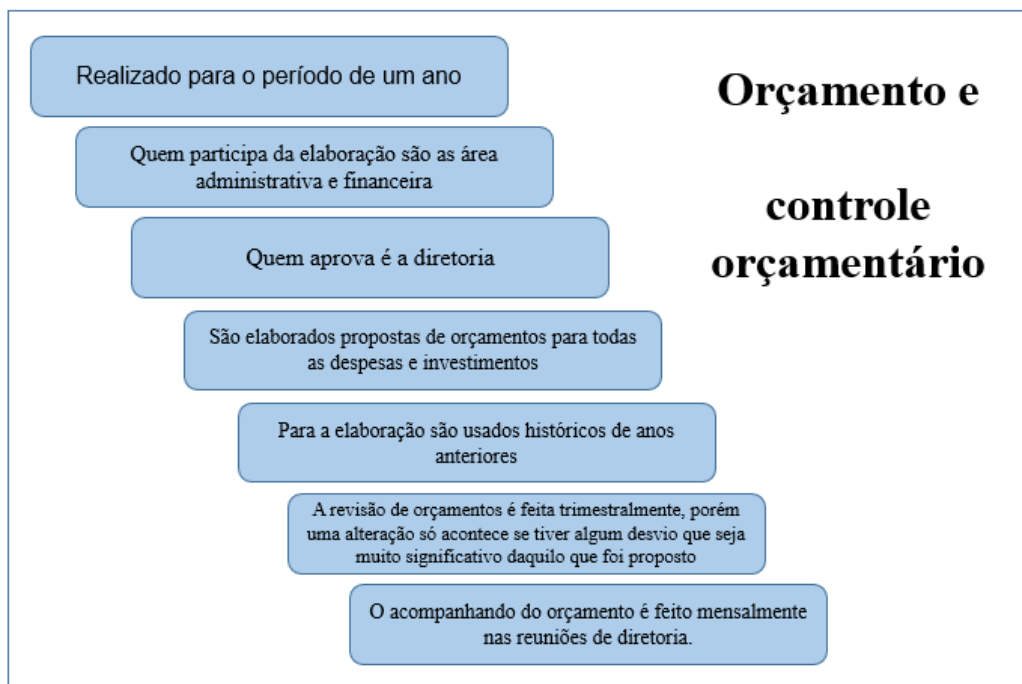 Realizado para o período de um ano
Orçamento e
controle
orçamentário
Quem participa da elaboração são as área
administrativa e financeira
Quem aprova é a diretoria
São elaborados propostas de orçamentos para todas
as despesas e investimentos
Para a elaboração são usados históricos de anos
anteriores
A revisão de orçamentos é feita trimestralmente, porém
uma alteração só acontece se tiver algum desvio que seja
muito significativo daquilo que foi proposto
O acompanhando do orçamento é feito mensalmente
nas reuniões de diretoria.